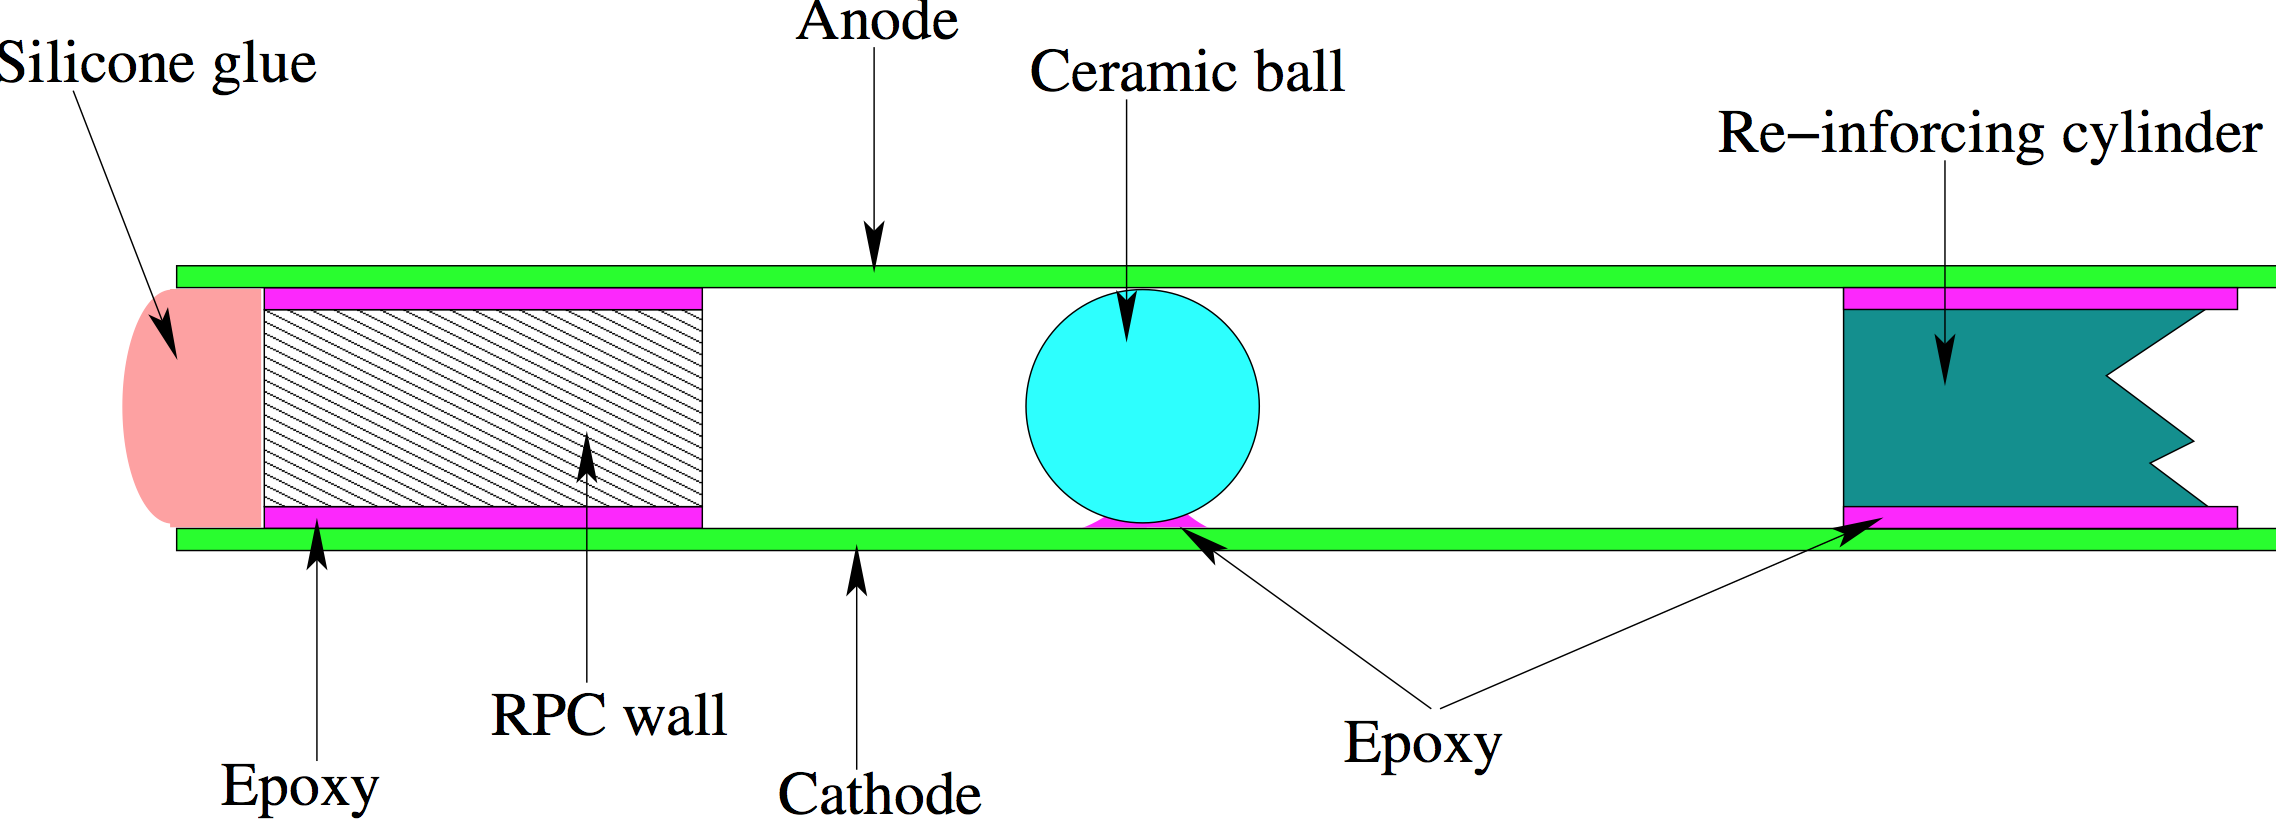 Anode
Silicone glue
Ceramic ball
Re−inforcing cylinder
RPC wall
Epoxy
Epoxy
Cathode